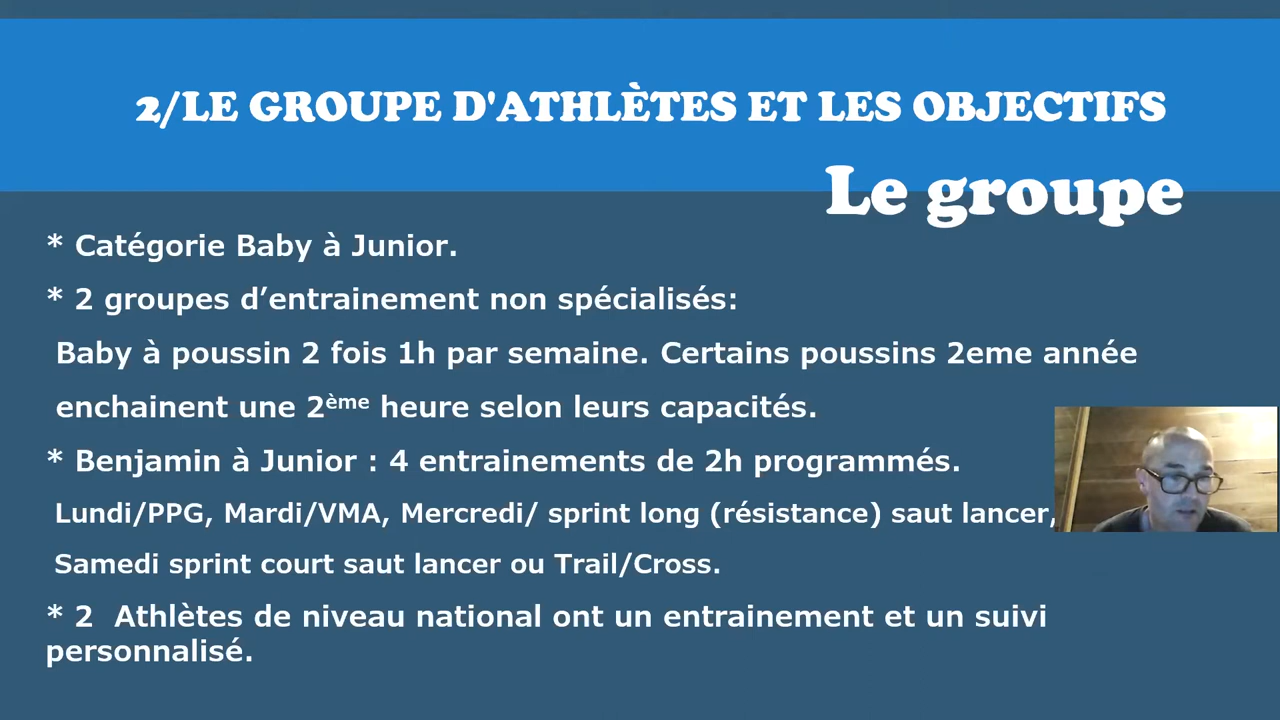 2/LE GROUPE D'ATHLÈTES ET LES OBJECTIFS
Le groupe
* Catégorie Baby à Junior.
* 2 groupes d’entrainement non spécialisés:
Baby à poussin 2 fois 1h par semaine. Certains poussins 2eme année
enchainent une 2ème heure selon leurs capacités.
* Benjamin à Junior : 4 entrainements de 2h programmés.
Lundi/PPG, Mardi/VMA, Mercredi/ sprint long (résistance) saut lancer,
Samedi sprint court saut lancer ou Trail/Cross.
* 2 Athlètes de niveau national ont un entrainement et un suivi
personnalisé.